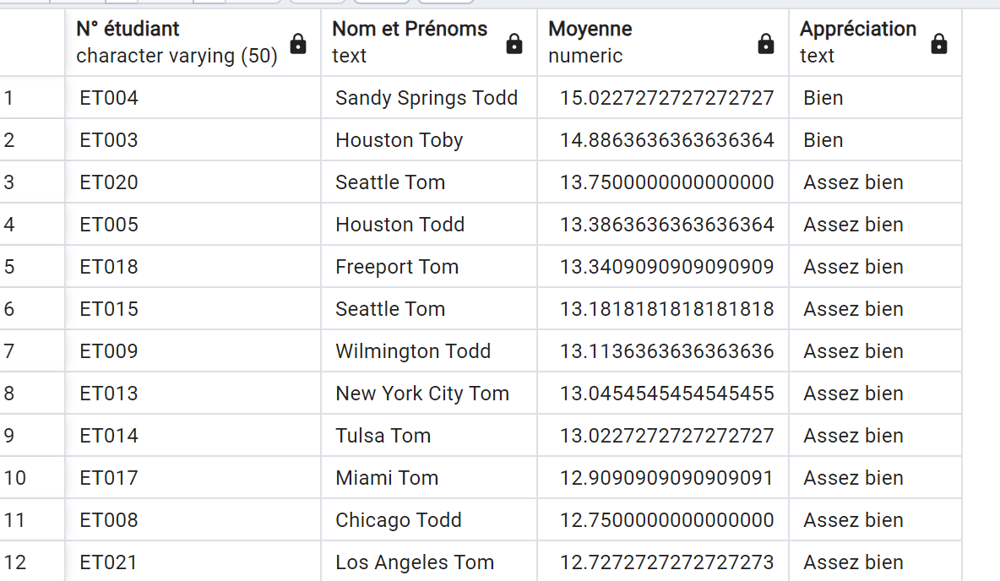 N° étudiant Nom et Prénoms Moyenne Appréciation
character varying (50) text numeric text
1 ET004 Sandy Springs Todd 15.0227272727272727 Bien
2 ET003 Houston Toby 14.8863636363636364 Bien
3 ET020 Seattle Tom 13.7500000000000000 Assez bien
4 ET005 Houston Todd 13.3863636363636364 Assez bien
5 ET018 Freeport Tom 13.3409090909090909 Assez bien
6 ET015 Seattle Tom 13.1818181818181818 Assez bien
7 ET009 Wilmington Todd 13.1136363636363636 Assez bien
8 ET013 New York City Tom 13.0454545454545455 Assez bien
9 ET014 Tulsa Tom 13.0227272727272727 Assez bien
10 ET017 Miami Tom 12.9090909090909091 Assez bien
11 ET008 Chicago Todd 12.7500000000000000 Assez bien
12 ET021 Los Angeles Tom 12.7272727272727273 Assez bien